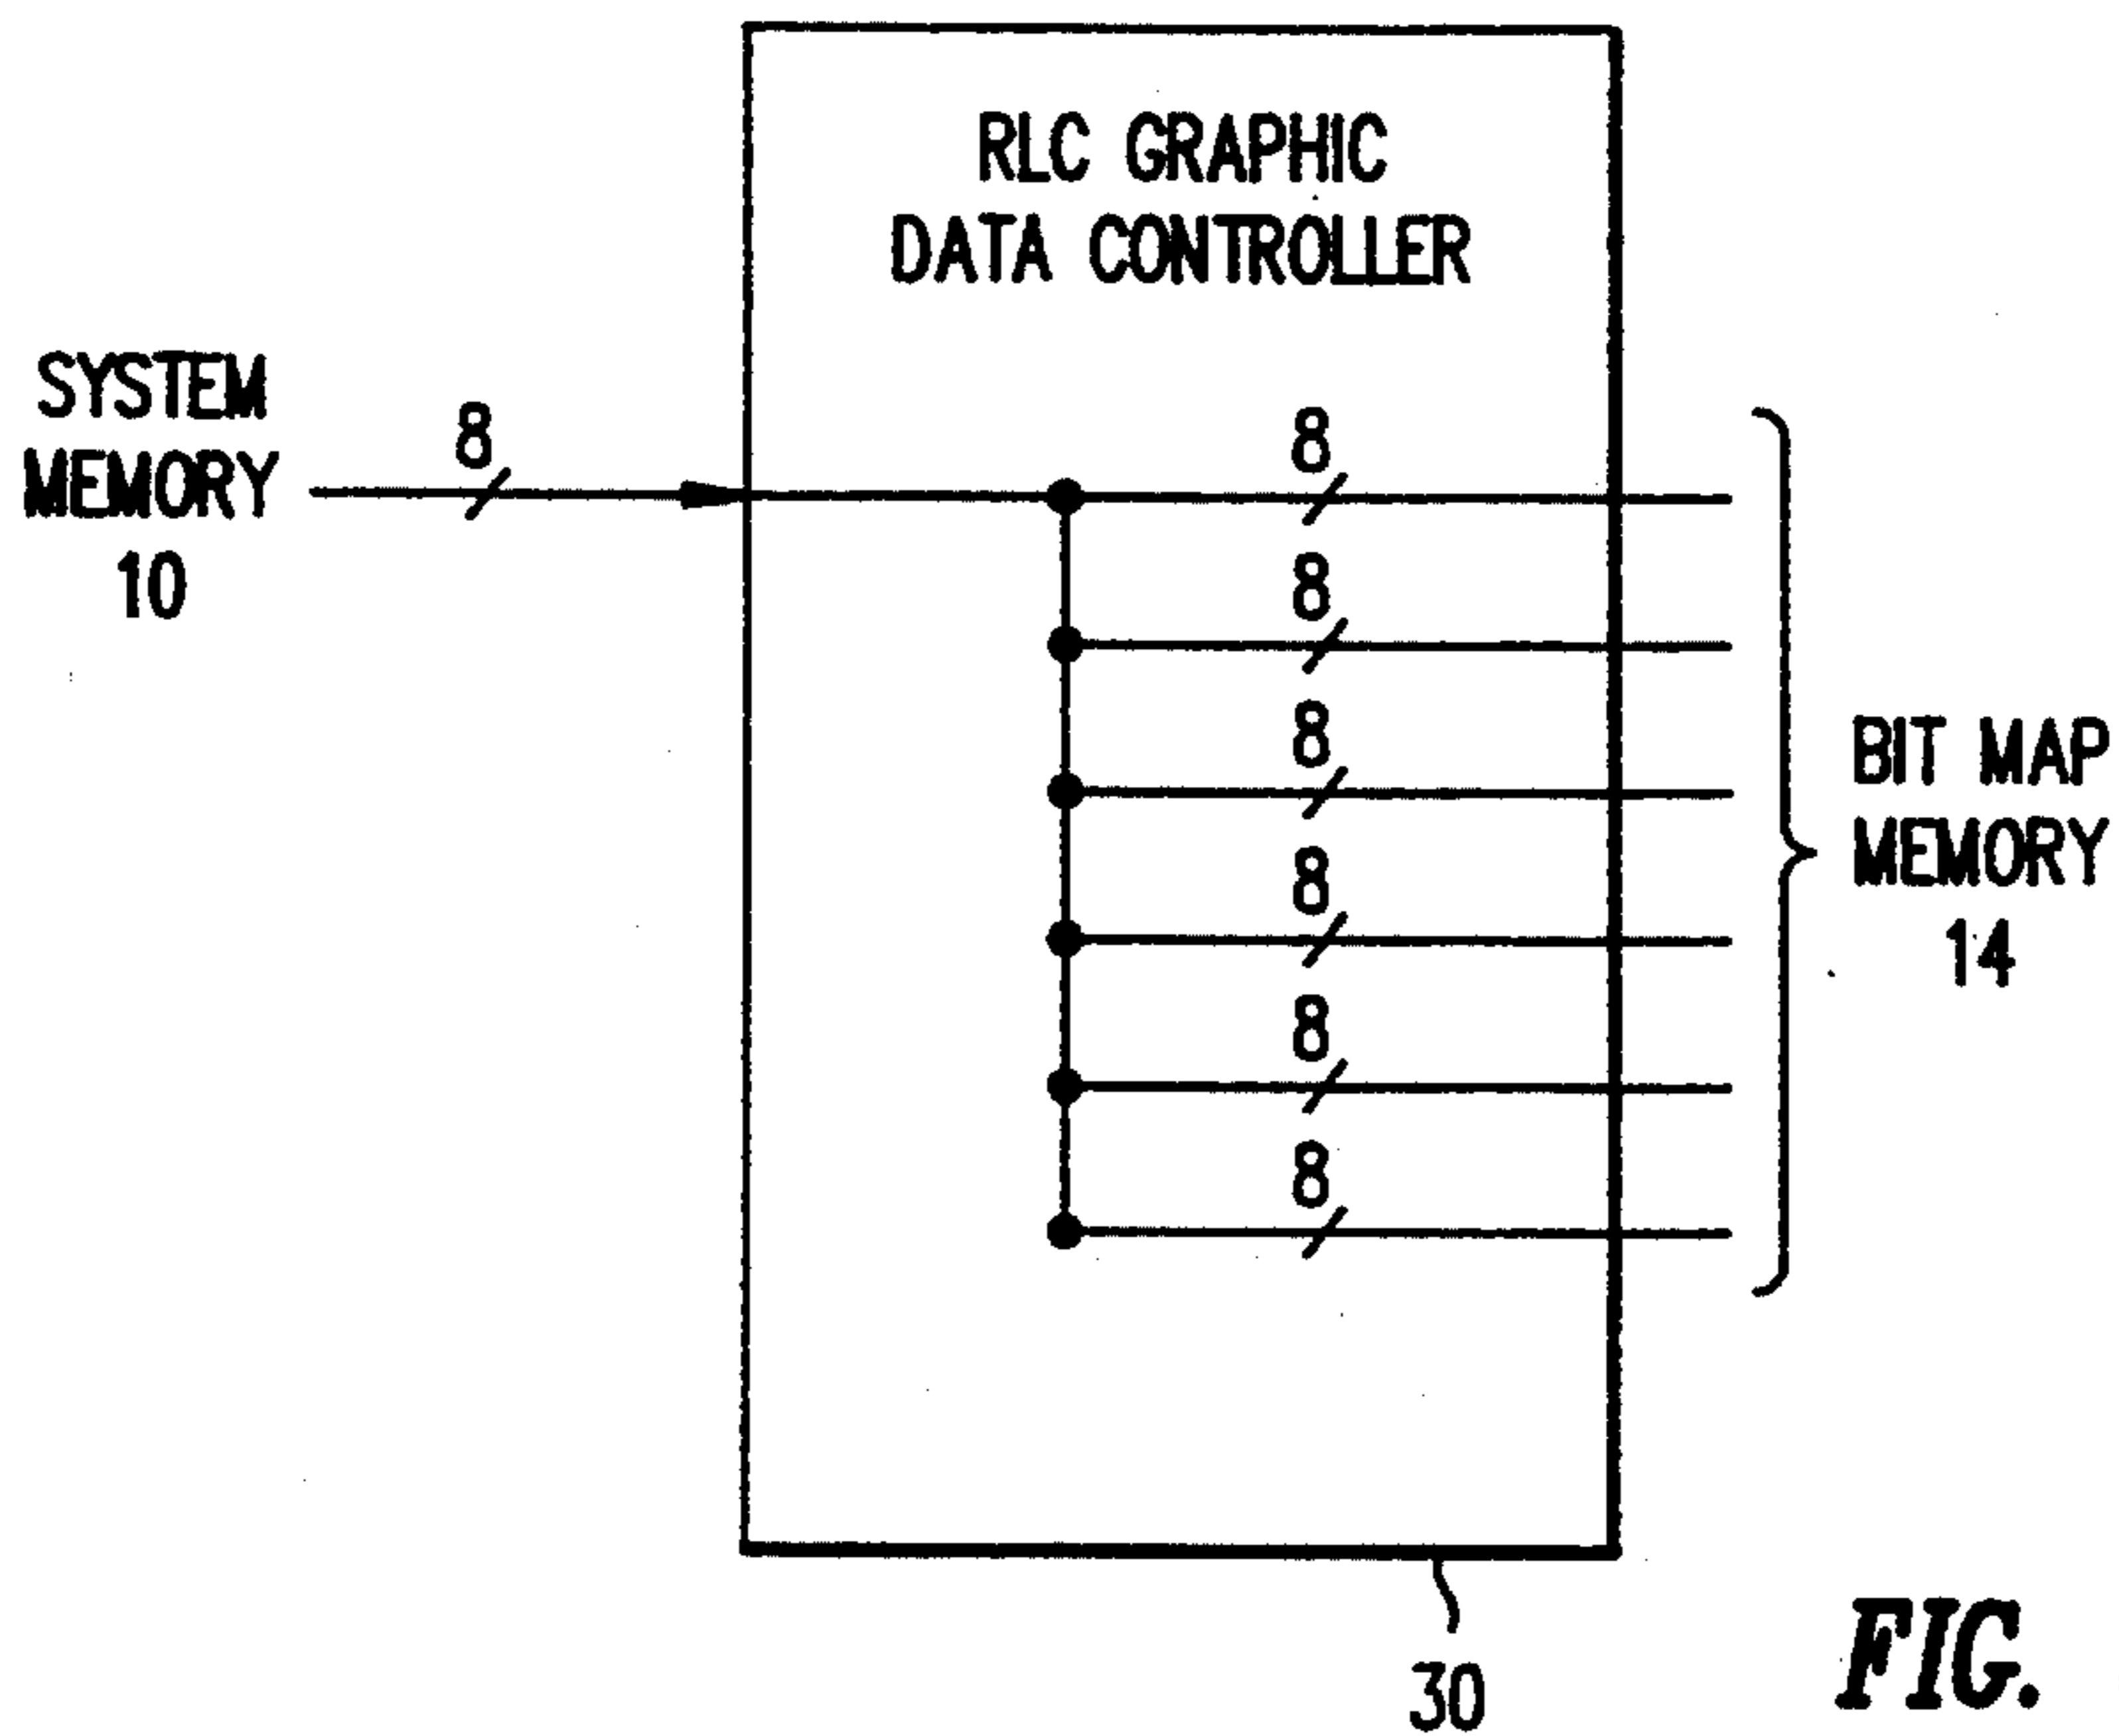 RLC GRAPHIC
DATA CONTROLLER
SYSTEM
MEMORY
10
8
8
8
8
8
8
8
BIT MAP
MEMORY
14
30
FIG.